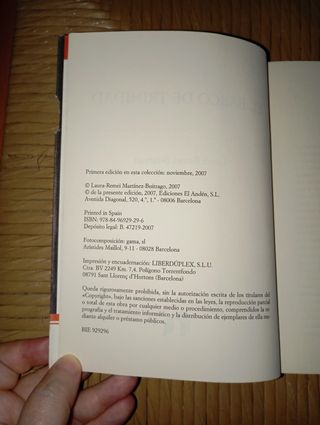 Primera edición en esta colección: noviembre, 2007
© Laura-Remei Martínez-Buitrago, 2007
© de la presente edición, 2007, Ediciones El Andén, S.L.
Avenida Diagonal, 520, 4.º, 1.ª - 08006 Barcelona
Printed in Spain
ISBN: 978-84-96929-29-6
Depósito legal: B. 47219-2007
Fotocomposición: gama, sl
Arístides Maillol, 9-11 - 08028 Barcelona
Impresión y encuadernación: LIBERDÚPLEX, S.L.U.
Ctra. BV 2249 Km. 7,4. Polígono Torrentfondo
08791 Sant Llorenç d'Hortons (Barcelona)
Queda rigurosamente prohibida, sin la autorización escrita de los titulares del
«Copyright», bajo las sanciones establecidas en las leyes, la reproducción parcial
o total de esta obra por cualquier medio o procedimiento, comprendidos la re
prografía y el tratamiento informático y la distribución de ejemplares de ella me
diante alquiler o préstamo públicos.
BIE 929296